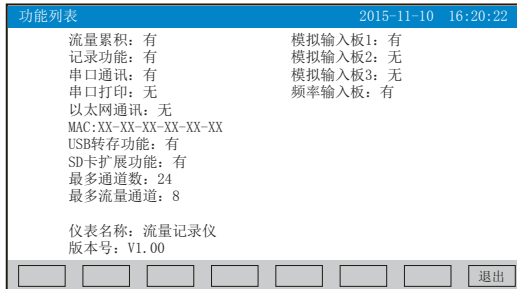 功能列表 2015-11-10 16:20:22
流量累积：有 模拟输入板1：有
记录功能：有 模拟输入板2：无
串口通讯：有 模拟输入板3：无
串口打印：无 频率输入板：有
以太网通讯：无
MAC:XX-XX-XX-XX-XX-XX
USB转存功能：有
SD卡扩展功能：有
最多通道数：24
最多流量通道：8
仪表名称：流量记录仪
版本号：V1.00
退出